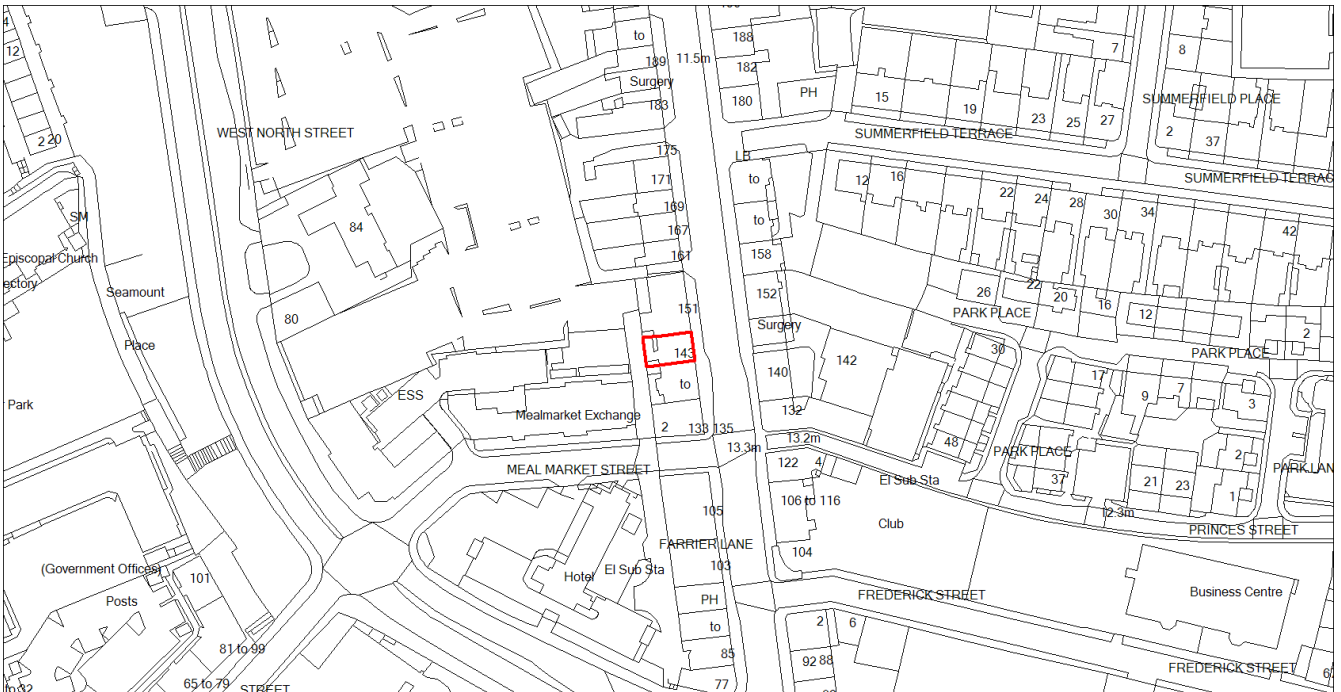 to
188
7
8
12
189
11.5m
182
Surgery
183
180
PH
15
19
23
25
27
SUMMERFIELD PLACE
WEST NORTH STREET
SUMMERFIELD TERRACE
2
37
2
20
175
LB
171
to
12
16
SUMMERFIELD TERRAC
22
24
28
30
34
169
to
SM
84
167
42
161
158
Episcopal Church
ectory
Seamount
152
26
22
20
16
12
151
PARK PLACE
80
Surgery
2
Place
143
30
PARK PLACE
140
142
17
9
7
3
to
ESS
Park
Mealmarket Exchange
132
2
133 135
13.3m
13.2m
48
PARK PLACE
2
MEAL MARKET STREET
122
4
PARK LAN
El Sub Sta
37
21
23
1
106 to 116
105
12.3m
Club
PRINCES STREET
FARRIER LANE
104
(Government Offices)
El Sub Sta
103
101
Hotel
Posts
PH
FREDERICK STREET
Business Centre
to
2
6
81 to 99
85
92
88
FREDERICK STREET
65 to 79
STREET
77